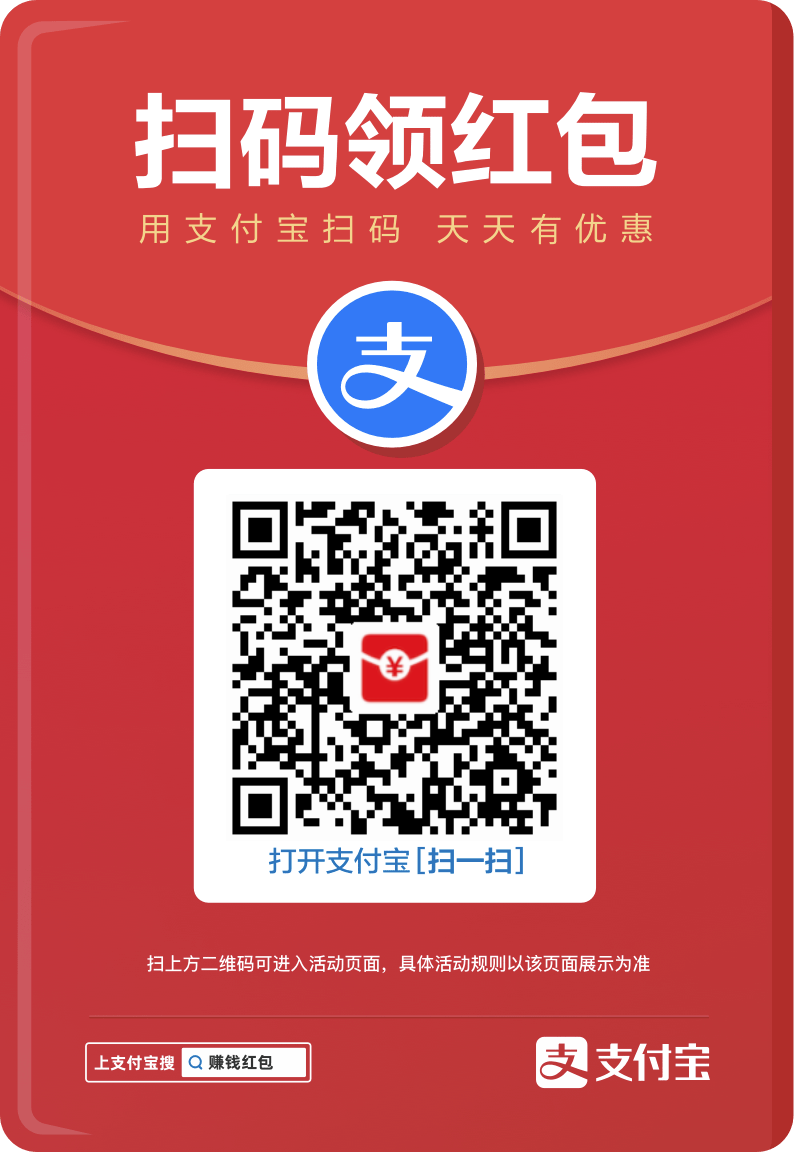 扫码领红包
用支付宝扫码 天天有优惠
支
¥
打开支付宝[扫一扫]
扫上方二维码可进入活动页面，具体活动规则以该页面展示为准
上支付宝搜 赚钱红包
支 支付宝